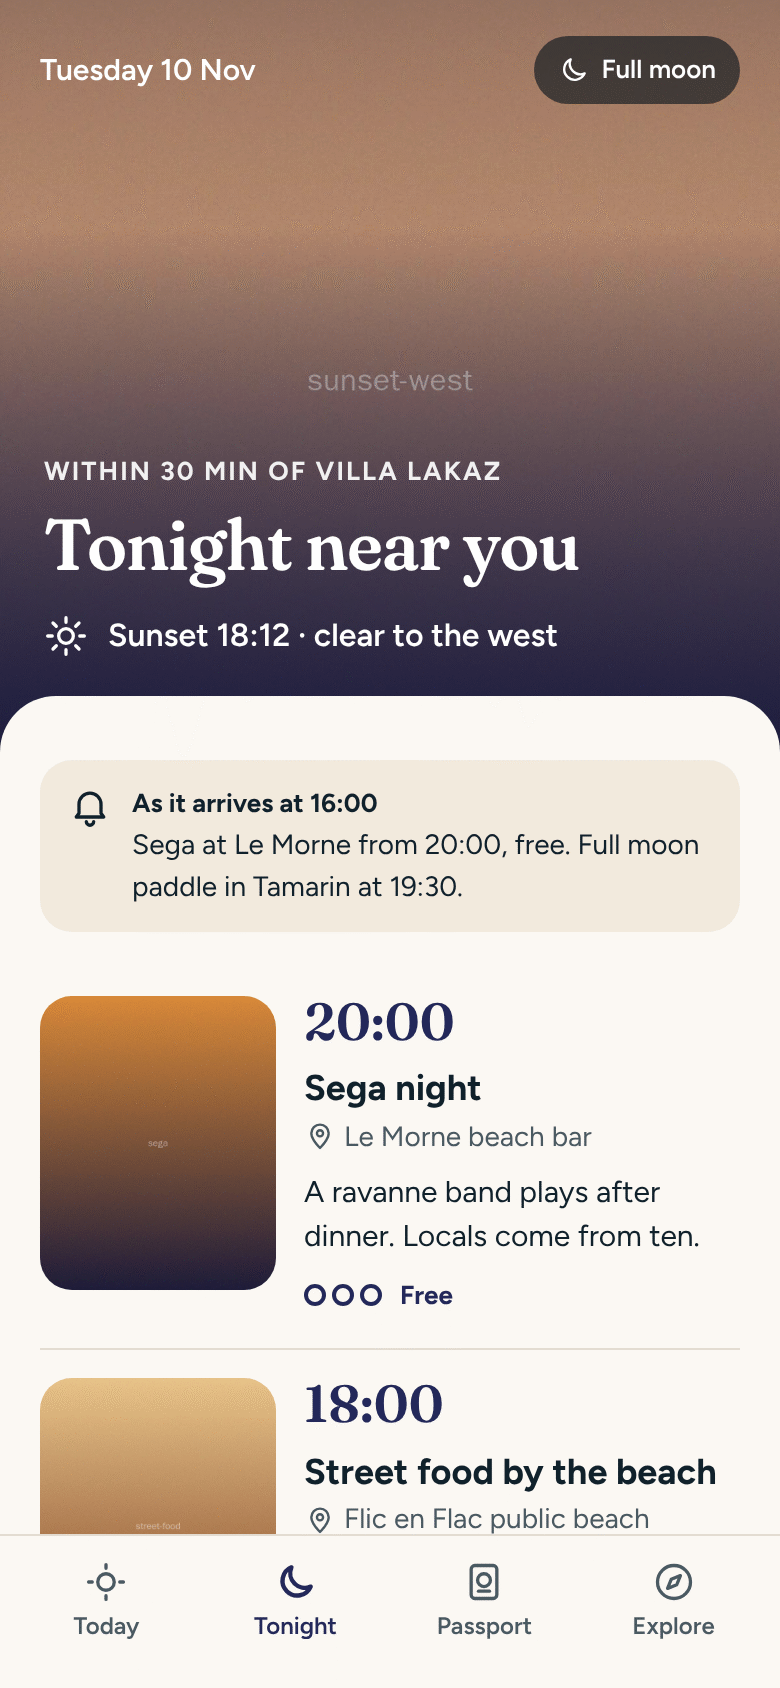 Tuesday 10 Nov
Full moon
sunset-west
WITHIN 30 MIN OF VILLA LAKAZ
Tonight near you
Sunset 18:12 · clear to the west
As it arrives at 16:00
Sega at Le Morne from 20:00, free. Full moon
paddle in Tamarin at 19:30.
sega
20:00
Sega night
Le Morne beach bar
A ravanne band plays after
dinner. Locals come from ten.
Free
street-food
18:00
Street food by the beach
Flic en Flac public beach
Today
Tonight
Passport
Explore